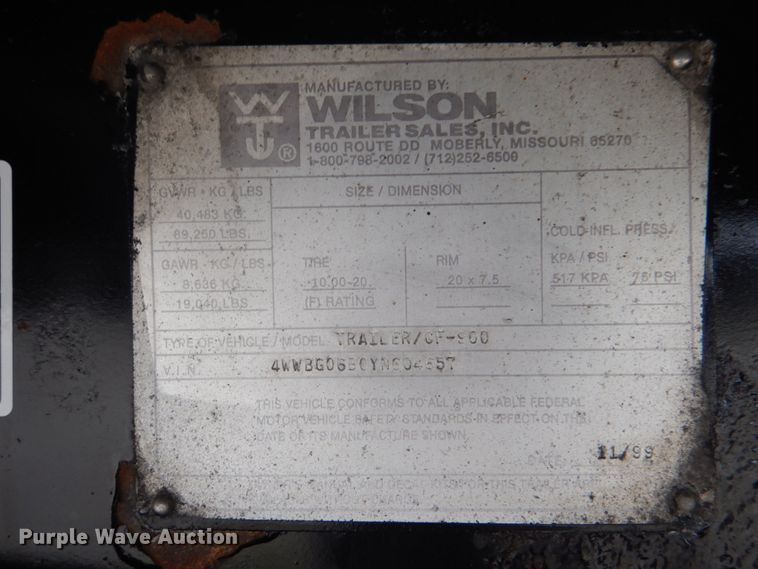 MANUFACTURED BY:
WILSON
TRAILER SALES, INC.
1600 ROUTE DD MOBERLY, MISSOURI 65270
1-800-798-2002 / (712)252-6500
GVWR - KG / LBS
SIZE / DIMENSION
40,483 KG.
89,250 LBS.
COLD INFL. PRESS.
GAWR - KG / LBS
TIRE
RIM
KPA / PSI
8,636 KG
10.00-20
20 x 7.5
517 KPA 75 PSI
19,040 LBS
(F) RATING
TYPE OF VEHICLE / MODEL TRAILER/CF-900
V.I.N.
THIS VEHICLE CONFORMS TO ALL APPLICABLE FEDERAL
MOTOR VEHICLE SAFETY STANDARDS IN EFFECT ON THE
DATE OF ITS MANUFACTURE SHOWN.
DATE 11/99
Purple Wave Auction